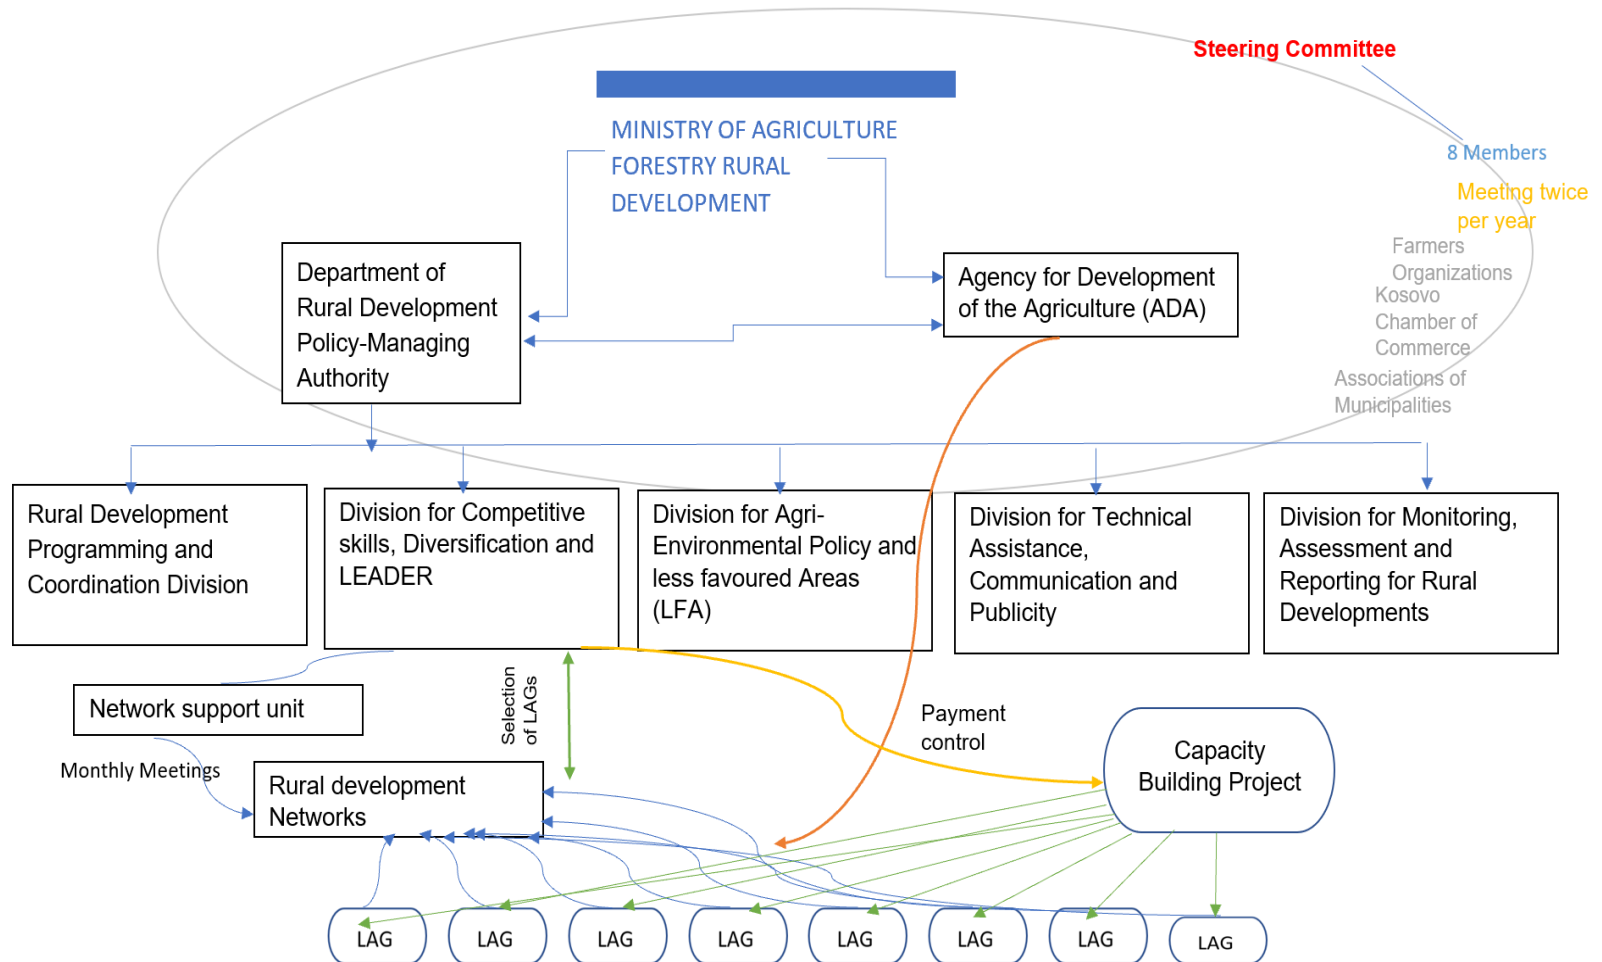 Steering Committee
MINISTRY OF AGRICULTURE
FORESTRY RURAL
DEVELOPMENT
8 Members
Meeting twice
per year
Farmers
Organizations
Kosovo
Chamber of
Commerce
Associations of
Municipalities
Department of
Rural Development
Policy-Managing
Authority
Agency for Development
of the Agriculture (ADA)
Rural Development
Programming and
Coordination Division
Division for Competitive
skills, Diversification and
LEADER
Division for Agri-
Environmental Policy and
less favoured Areas
(LFA)
Division for Technical
Assistance,
Communication and
Publicity
Division for Monitoring,
Assessment and
Reporting for Rural
Developments
Network support unit
Selection
of LAGs
Payment
control
Capacity
Building Project
Monthly Meetings
Rural development
Networks
LAG
LAG
LAG
LAG
LAG
LAG
LAG
LAG